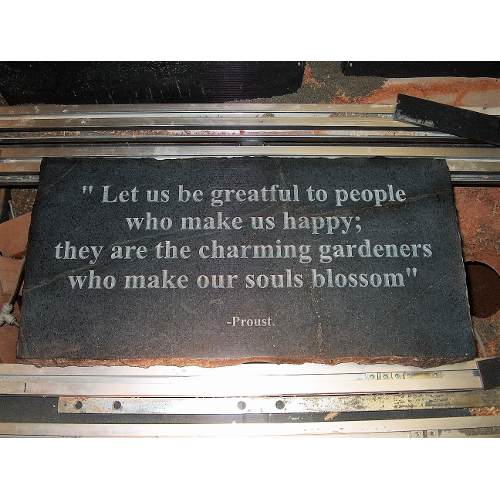 " Let us be greatful to people
who make us happy;
they are the charming gardeners
who make our souls blossom"
-Proust.